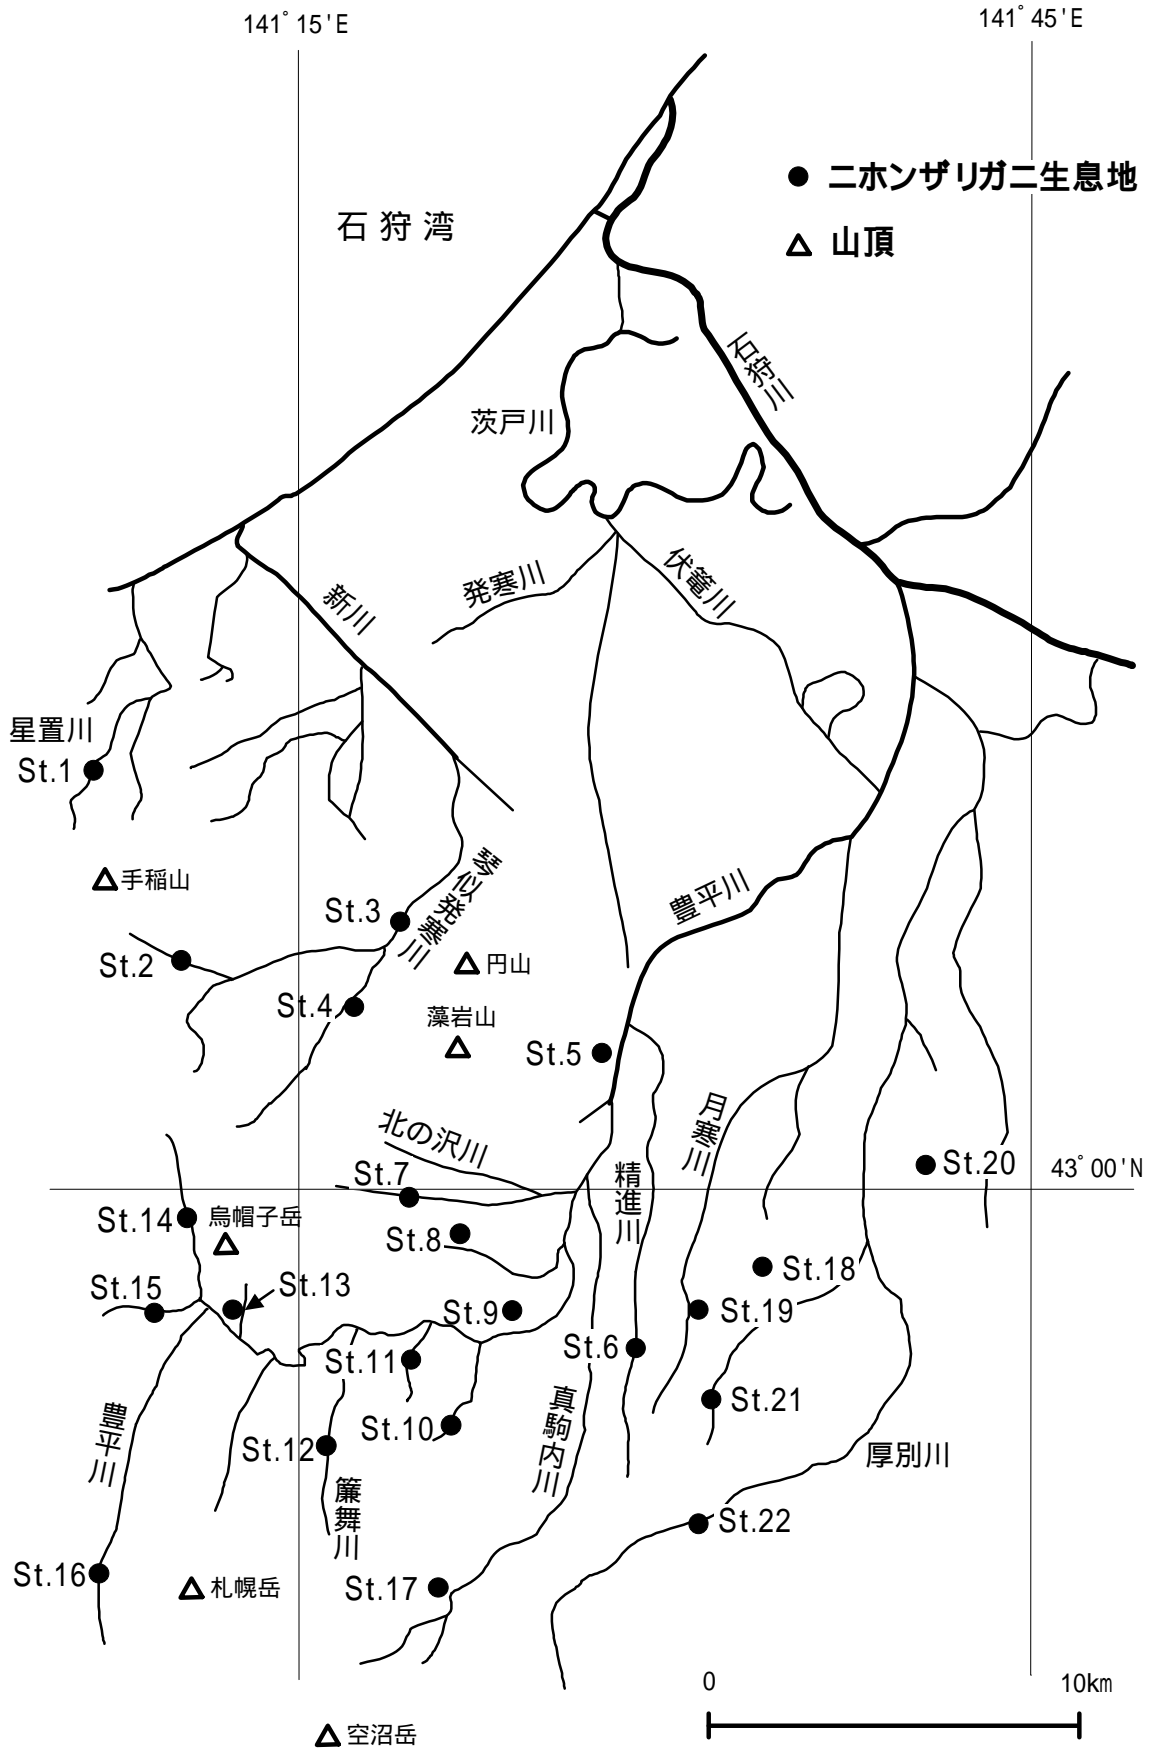 141°15'E
141°45'E
ニホンザリガニ生息地
山頂
石狩湾
石狩川
茨戸川
発寒川
伏篭川
新川
星置川
St.1
手稲山
琴似発寒川
豊平川
St.3
St.2
円山
St.4
藻岩山
St.5
月寒川
北の沢川
St.7
精進川
St.20
43°00'N
St.14
烏帽子岳
St.8
St.18
St.15
St.13
St.9
St.19
St.6
St.11
St.21
真駒内川
豊平川
St.10
St.12
厚別川
簾舞川
St.22
St.16
札幌岳
St.17
0
10km
空沼岳